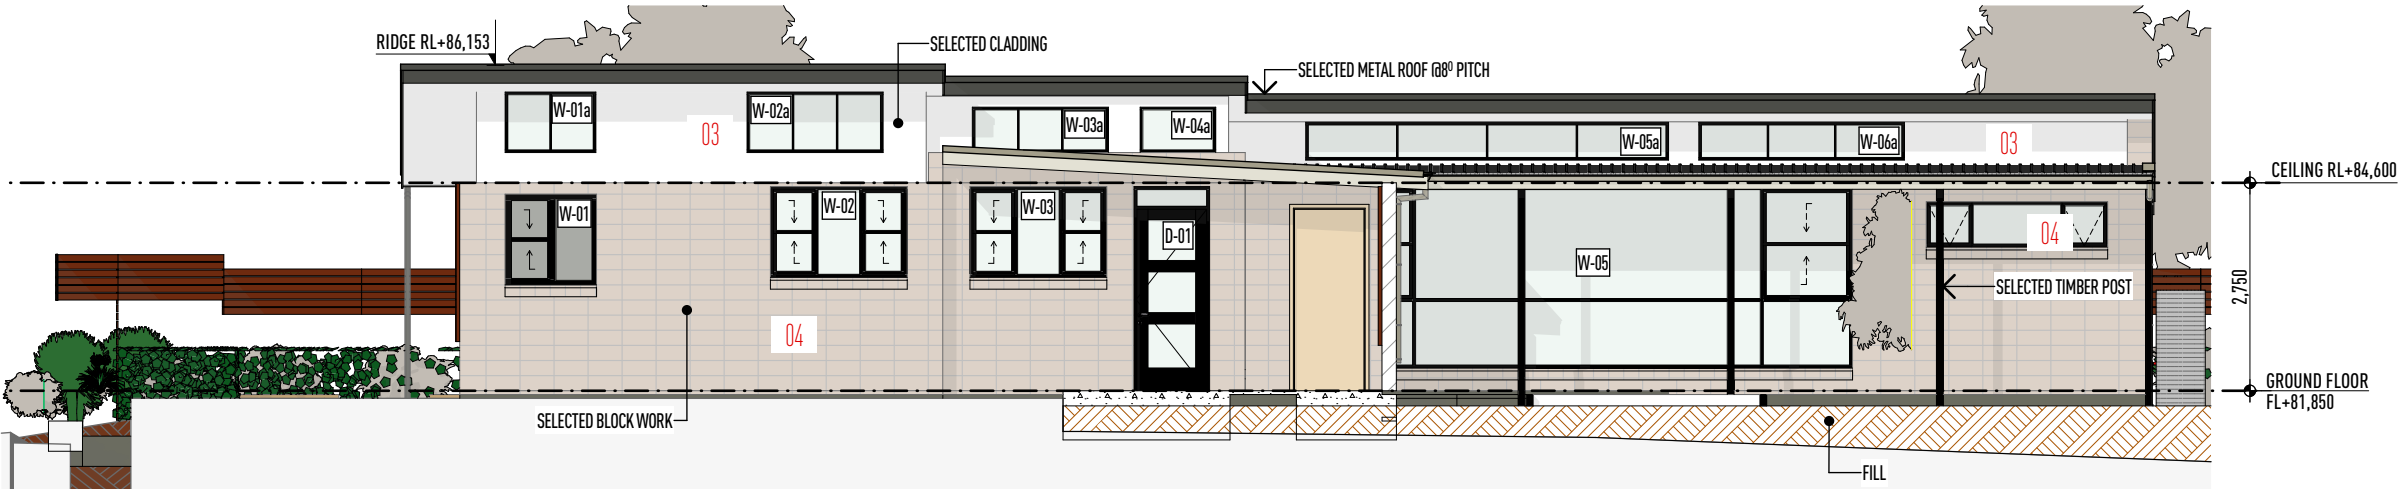 RIDGE RL+86,153
SELECTED CLADDING
SELECTED METAL ROOF @8⁰ PITCH
W-01a
W-02a
03
W-03a
W-04a
W-05a
W-06a
03
CEILING RL+84,600
W-01
W-02
W-03
D-01
W-05
04
SELECTED TIMBER POST
2,750
04
SELECTED BLOCK WORK
GROUND FLOOR
FL+81,850
FILL